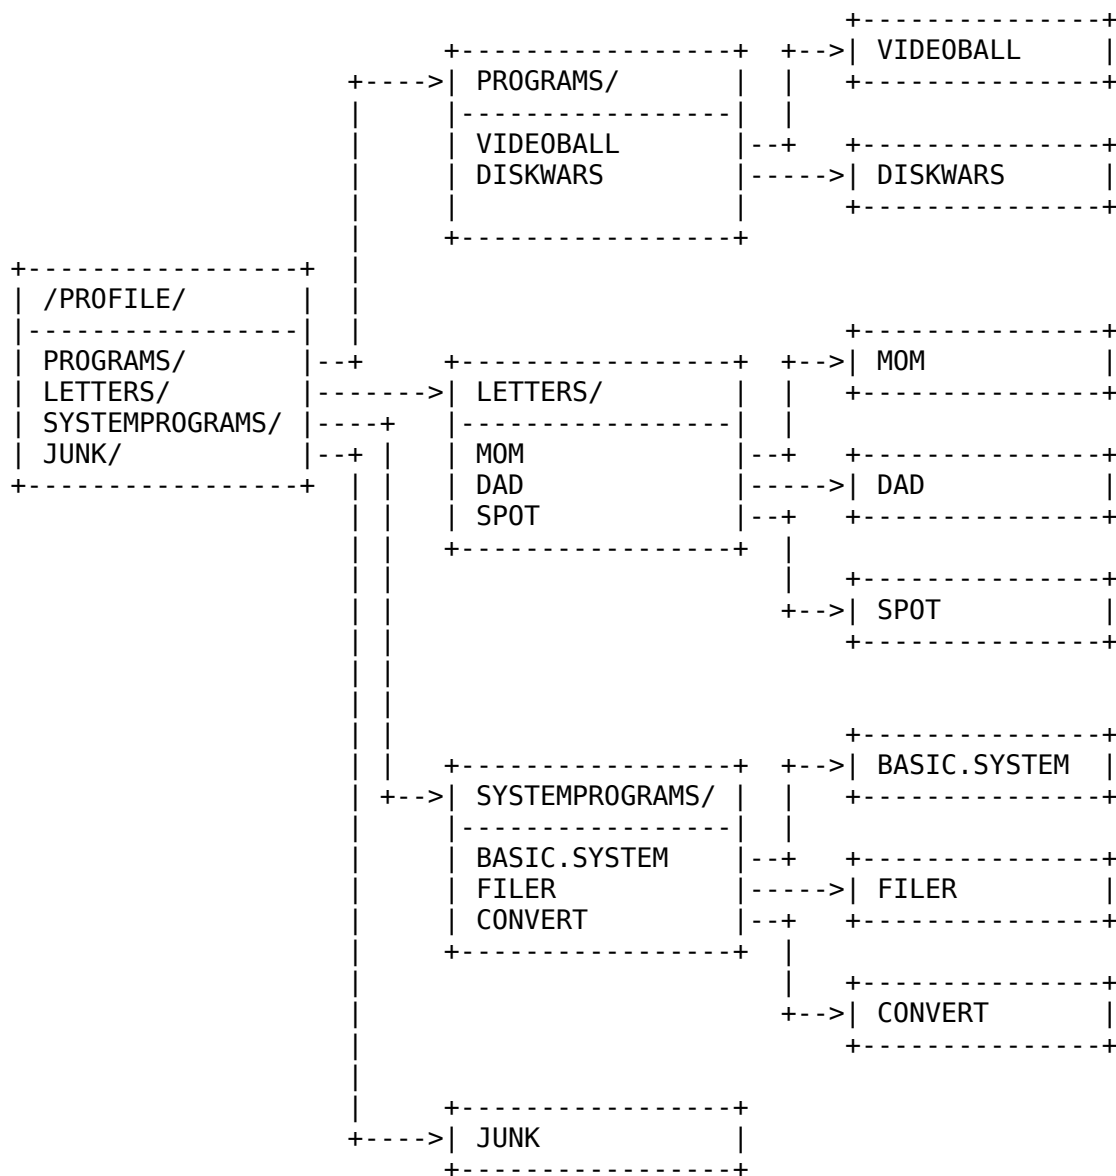 /PROFILE/
PROGRAMS/
LETTERS/
SYSTEMPROGRAMS/
JUNK/
PROGRAMS/
VIDEOBALL
DISKWARS
VIDEOBALL
DISKWARS
LETTERS/
MOM
DAD
SPOT
MOM
DAD
SPOT
SYSTEMPROGRAMS/
BASIC.SYSTEM
FILER
CONVERT
BASIC.SYSTEM
FILER
CONVERT
JUNK